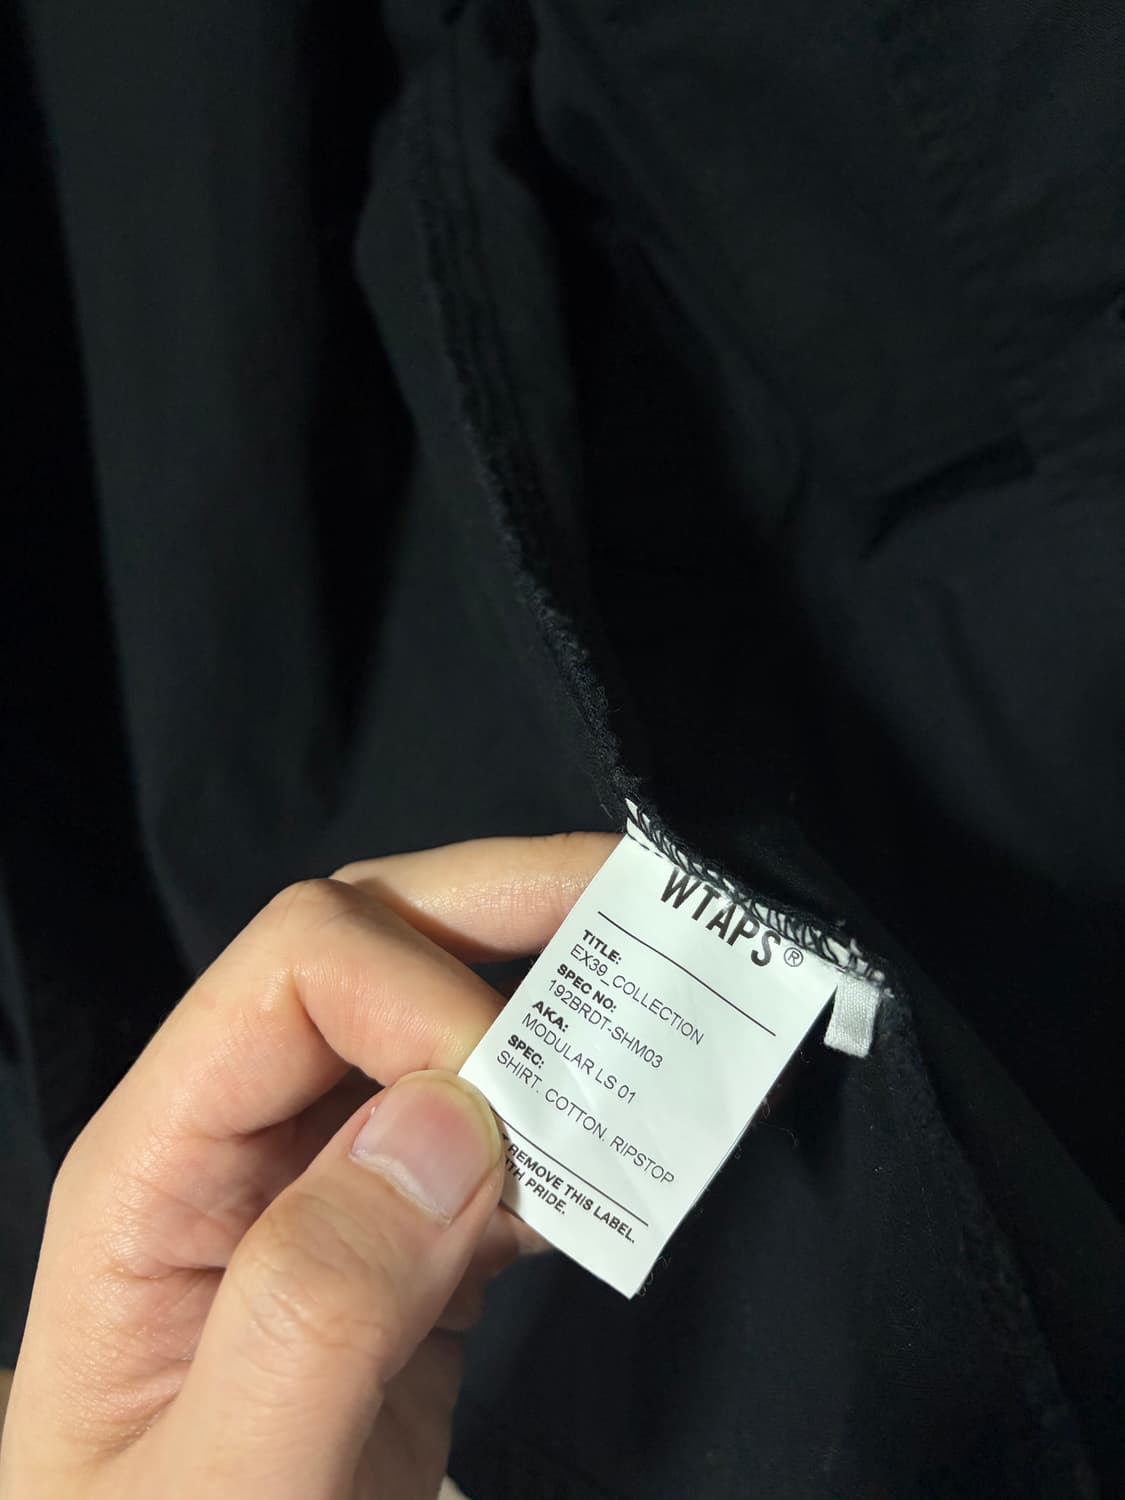 WTAPS®
TITLE:
EX39_COLLECTION
SPEC NO:
192BRDT-SHM03
AKA:
MODULAR LS 01
SPEC:
SHIRT. COTTON. RIPSTOP
REMOVE THIS LABEL.
PRIDE.